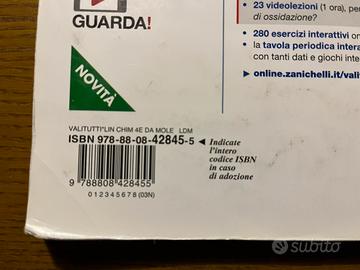 GUARDA!
• 23 videolezioni (1 ora), per
di ossidazione?
• 280 esercizi interattivi on
• la tavola periodica intera
con tanti dati e giochi inte
online.zanichelli.it/vali
NOVITÀ
VALITUTTI*LIN CHIM 4E DA MOLE LDM
ISBN 978-88-08-42845-5
Indicate
l'intero
codice ISBN
in caso
di adozione
9 788808 428455
0 1 2 3 4 5 6 7 8 (03N)
subito